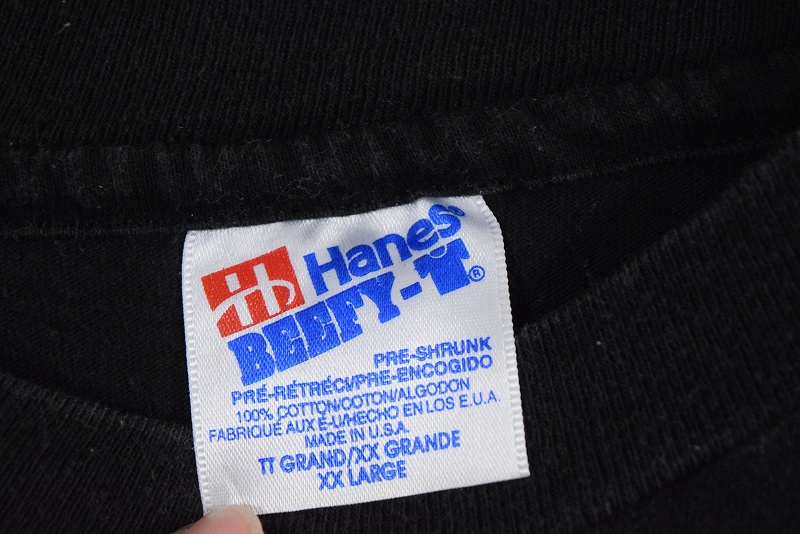 H Hanes®
BEEFY-T®
PRE-SHRUNK
PRÉ-RÉTRÉCI/PRE-ENCOGIDO
100% COTTON/COTON/ALGODON
FABRIQUÉ AUX É-U/HECHO EN LOS E.U.A.
MADE IN U.S.A.
TT GRAND/XX GRANDE
XX LARGE